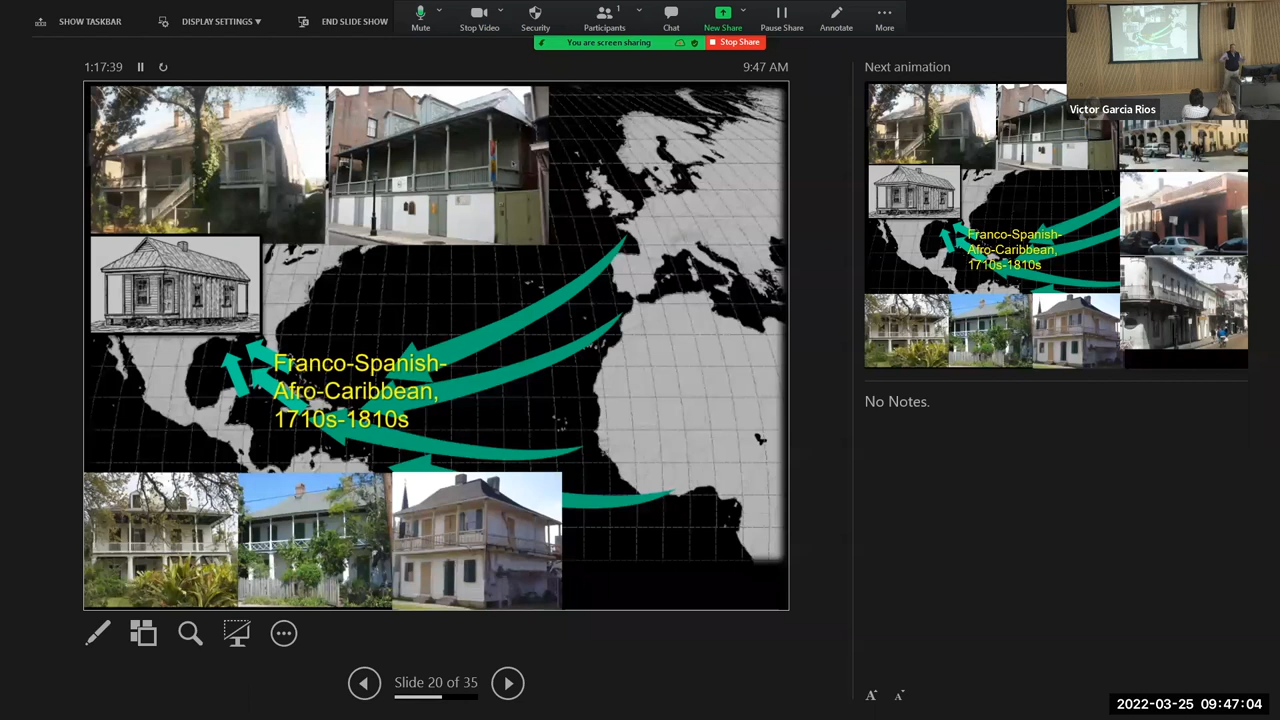 SHOW TASKBAR
DISPLAY SETTINGS ▼
END SLIDE SHOW
Mute
Stop Video
Security
Participants
1
Chat
New Share
Pause Share
Annotate
More
You are screen sharing
Stop Share
1:17:39
9:47 AM
Next animation
Victor Garcia Rios
Franco-Spanish-
Afro-Caribbean,
1710s-1810s
Franco-Spanish-
Afro-Caribbean,
1710s-1810s
No Notes.
Slide 20 of 35
A
A
2022-03-25 09:47:04